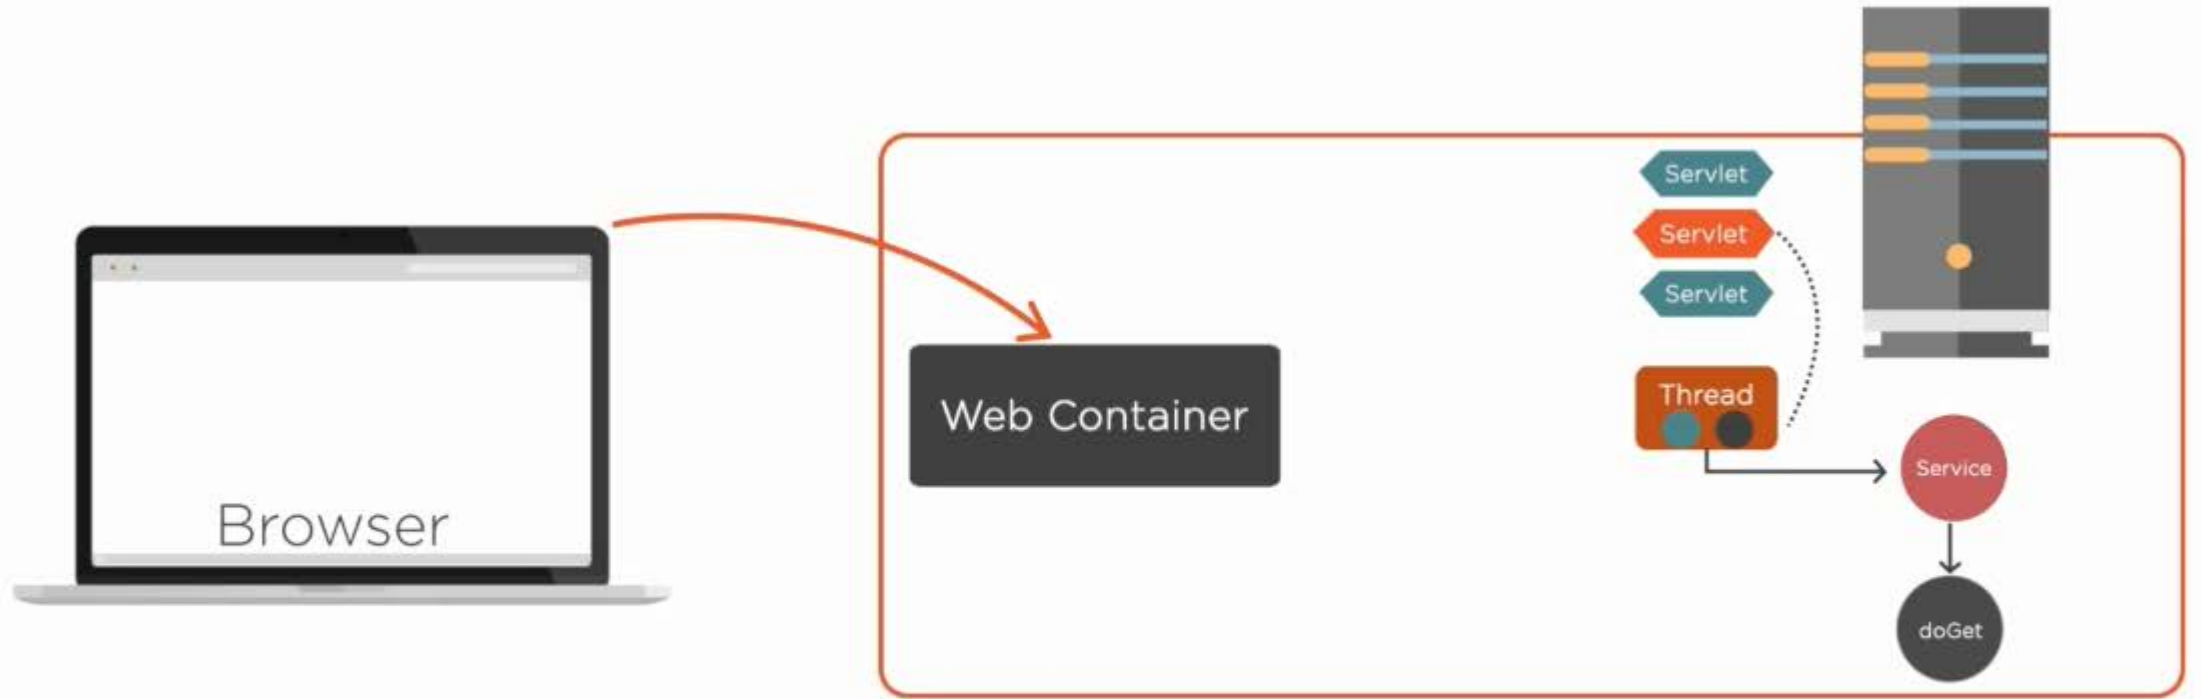 Browser
Web Container
Servlet
Servlet
Servlet
Thread
Service
doGet